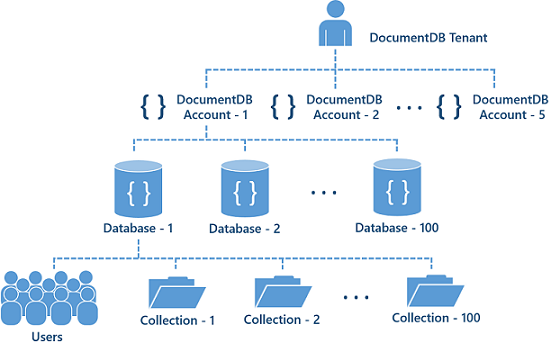 DocumentDB Tenant
{ } DocumentDB Account - 1
{ } DocumentDB Account - 2
... { } DocumentDB Account - 5
{ } { } ... { }
Database - 1 Database - 2 Database - 100
...
Users Collection - 1 Collection - 2 Collection - 100